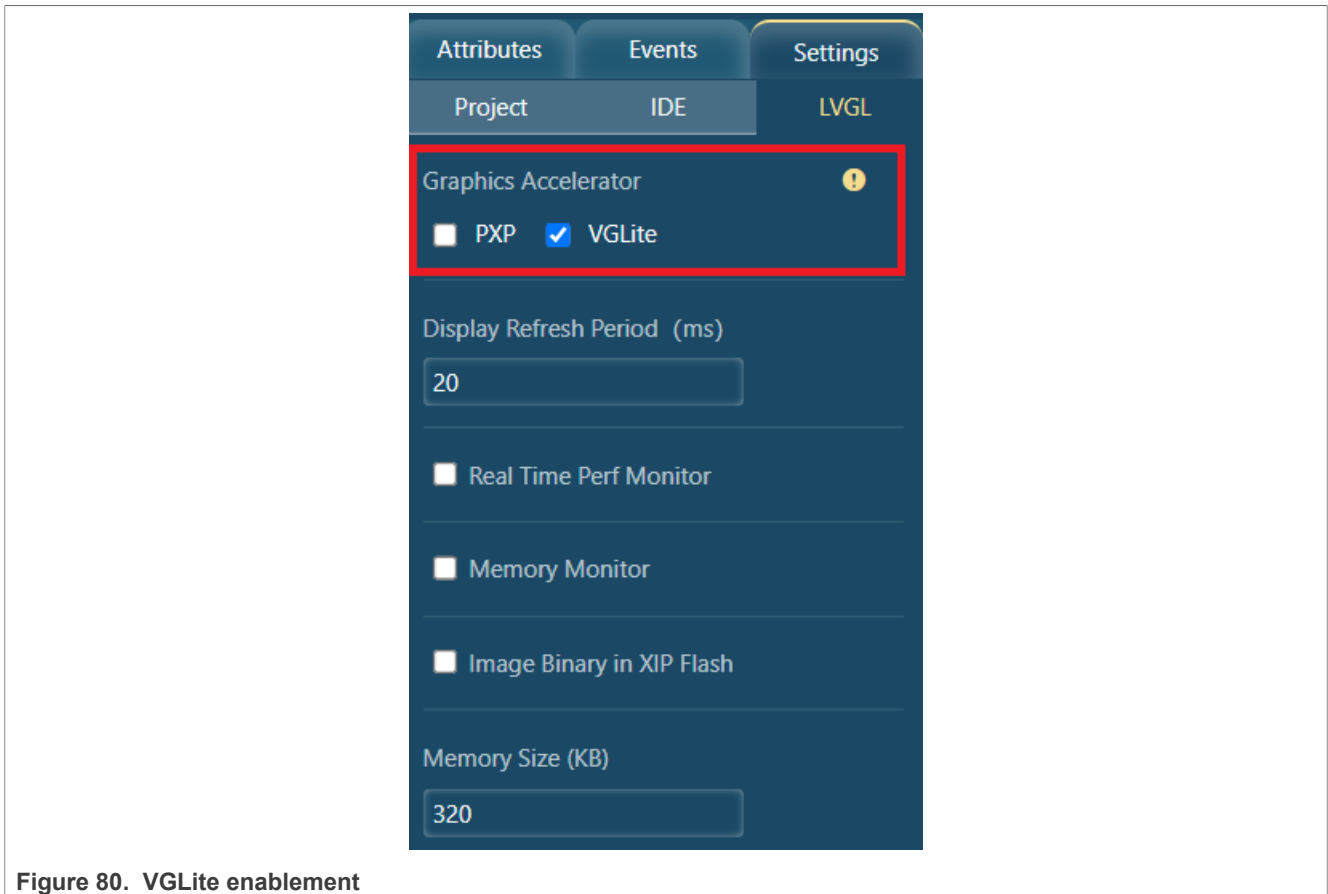 Attributes Events Settings
Project IDE LVGL
Graphics Accelerator
PXP VGLite
Display Refresh Period (ms)
20
Real Time Perf Monitor
Memory Monitor
Image Binary in XIP Flash
Memory Size (KB)
320
Figure 80. VGLite enablement